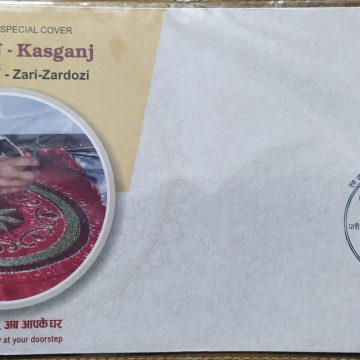 SPECIAL COVER
- Kasganj
- Zari-Zardozi
अब आपके घर
at your doorstep